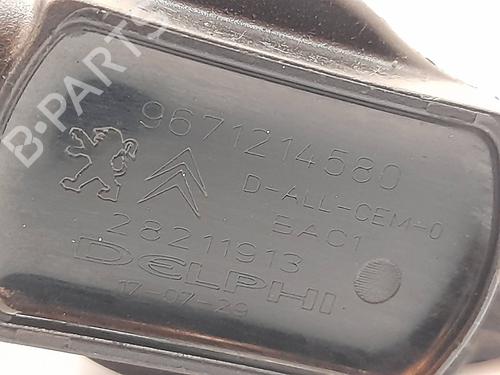 B-PARTS
9671214580
D-ALL-CEM-0
5AC1
28211913
DELPHI
17-07-29